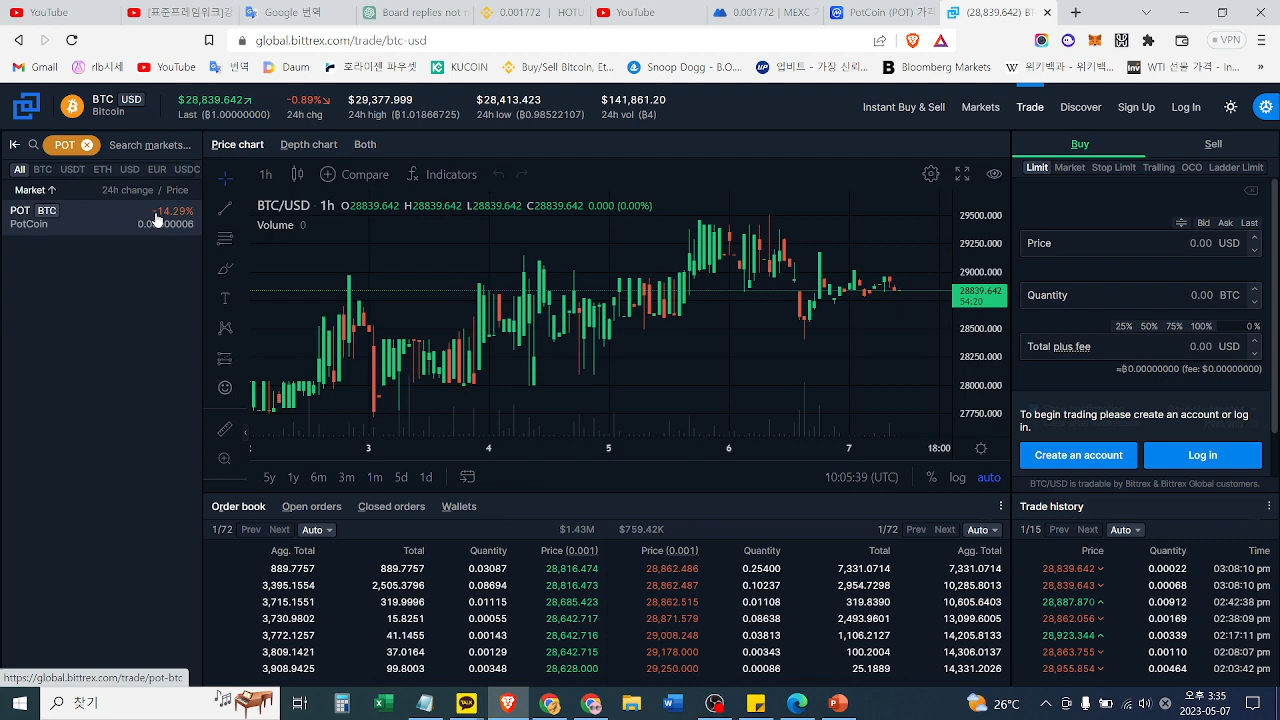 YouTube
[표준프레임워크]강
Google 번역
Board replies not m
0.001772 | HOTU
YouTube
0.001772 | MEXC 거
PotCoin (POT) 가격
(28,839.642) BT
global.bittrex.com/trade/btc-usd
VPN
Gmail
rlb시세
YouTube
번역
Daum
포로리한 파우젯
KUCOIN
Buy/Sell Bitcoin, Et...
Snoop Dogg - B.O...
업비트 - 가장 신뢰...
Bloomberg Markets
위키백과 - 위키백과...
WTI 선물 가격 - In...
»
BTC USD
Bitcoin
$28,839.642↗
Last (₿1.00000000)
-0.89%↘
24h chg
$29,377.999
24h high (₿1.01866725)
$28,413.423
24h low (₿0.98522107)
$141,861.20
24h vol (₿4)
Instant Buy & Sell Markets Trade Discover Sign Up Log In
POT Search markets...
All BTC USDT ETH USD EUR USDC
Market 24h change / Price
POT BTC -14.29%
PotCoin
Price chart Depth chart Both
1h Compare Indicators
BTC/USD 1h O28839.642 H28839.642 L28839.642 C28839.642 0.000 (0.00%)
Volume 0
29500.000
29250.000
29000.000
28839.642
54:20
28500.000
28250.000
28000.000
27750.000
3 4 5 6 7 18:00
5y 1y 6m 3m 1m 5d 1d 10:05:39 (UTC) % log auto
Buy Sell
Limit Market Stop Limit Trailing OCO Ladder Limit
Bid Ask Last
Price 0.00 USD
Quantity 0.00 BTC
25% 50% 75% 100% 0 %
Total plus fee 0.00 USD
≈₿0.00000000 (fee: $0.00000000)
To begin trading please create an account or log
in.
Create an account Log in
BTC/USD is tradable by Bittrex & Bittrex Global customers.
Order book Open orders Closed orders Wallets
1/72 Prev Next Auto $1.43M $759.42K 1/72 Prev Next Auto
Agg. Total Total Quantity Price (0.001) Price (0.001) Quantity Total Agg. Total
889.7757 889.7757 0.03087 28,816.474 28,862.486 0.25400 7,331.0714 7,331.0714
3,395.1554 2,505.3796 0.08694 28,816.473 28,862.487 0.10237 2,954.7298 10,285.8013
3,715.1551 319.9996 0.01115 28,685.423 28,862.515 0.01108 319.8390 10,605.6403
3,730.9802 15.8251 0.00055 28,642.717 28,871.579 0.08638 2,493.9601 13,099.6005
3,772.1257 41.1455 0.00143 28,642.716 29,008.248 0.03813 1,106.2127 14,205.8133
3,809.1421 37.0164 0.00129 28,642.715 29,178.000 0.00343 100.2004 14,306.0137
3,908.9425 99.8003 0.00348 28,628.000 29,250.000 0.00086 25.1889 14,331.2026
Trade history
1/15 Prev Next Auto
Price Quantity Time
28,839.642 0.00022 03:08:10 pm
28,839.643 0.00068 03:08:10 pm
28,887.870 0.00912 02:42:38 pm
28,862.056 0.00169 02:38:09 pm
28,923.344 0.00339 02:17:11 pm
28,863.755 0.00110 02:08:07 pm
28,955.854 0.00464 02:03:42 pm
https://global.bittrex.com/trade/pot-btc
찾기
TALK
26°C
오후 3:35
2023-05-07